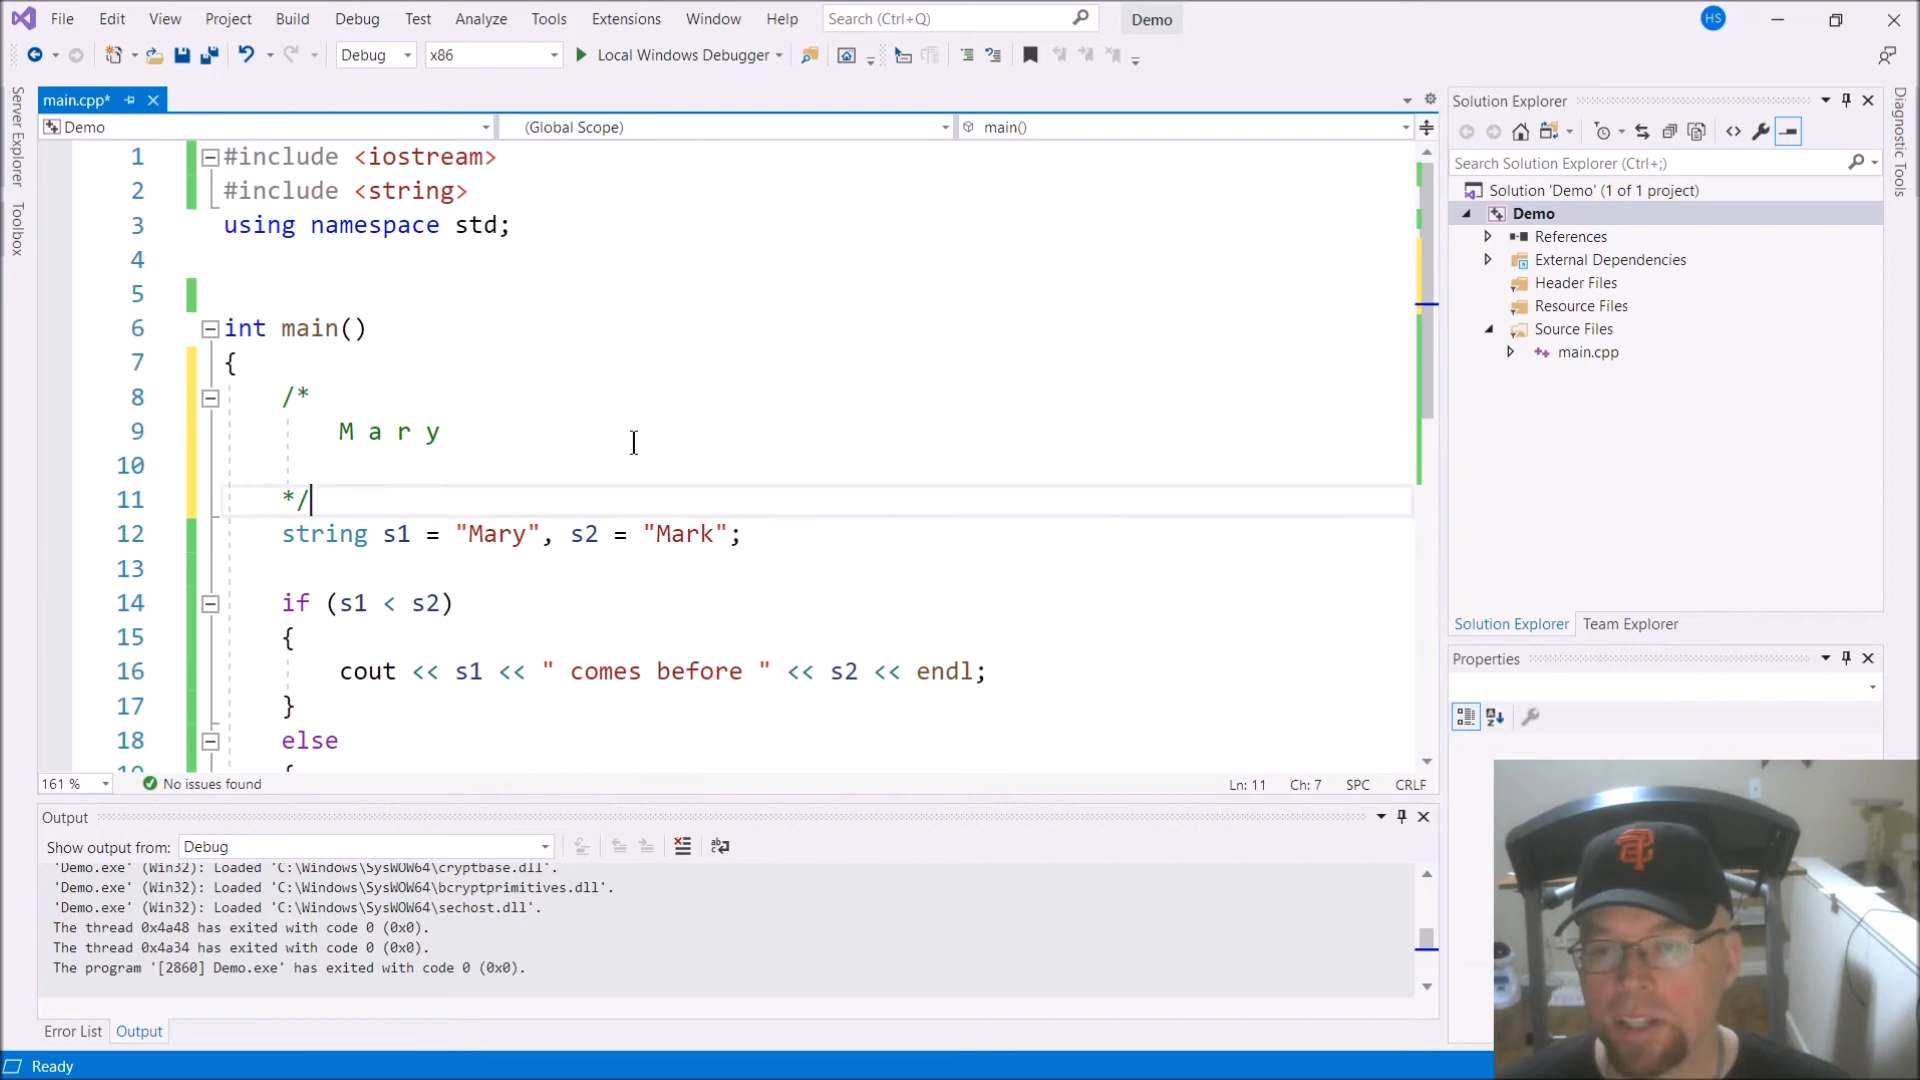 File Edit View Project Build Debug Test Analyze Tools Extensions Window Help Search (Ctrl+Q) Demo HS
Debug x86 Local Windows Debugger
Server Explorer
Toolbox
main.cpp*
Demo (Global Scope) main()
1 #include <iostream>
2 #include <string>
3 using namespace std;
4
5
6 int main()
7 {
8 /*
9 M a r y
10
11 */
12 string s1 = "Mary", s2 = "Mark";
13
14 if (s1 < s2)
15 {
16 cout << s1 << " comes before " << s2 << endl;
17 }
18 else
19 {
161 % No issues found Ln: 11 Ch: 7 SPC CRLF
Output
Show output from: Debug
'Demo.exe' (Win32): Loaded 'C:\Windows\SysWOW64\cryptbase.dll'.
'Demo.exe' (Win32): Loaded 'C:\Windows\SysWOW64\bcryptprimitives.dll'.
'Demo.exe' (Win32): Loaded 'C:\Windows\SysWOW64\sechost.dll'.
The thread 0x4a48 has exited with code 0 (0x0).
The thread 0x4a34 has exited with code 0 (0x0).
The program '[2860] Demo.exe' has exited with code 0 (0x0).
Error List Output
Ready
Solution Explorer
Search Solution Explorer (Ctrl+;)
Solution 'Demo' (1 of 1 project)
Demo
References
External Dependencies
Header Files
Resource Files
Source Files
main.cpp
Solution Explorer Team Explorer
Properties
Diagnostic Tools